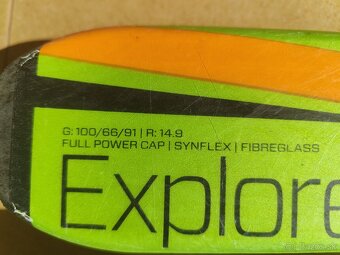 G: 100/66/91 | R: 14.9
FULL POWER CAP | SYNFLEX | FIBREGLASS
Explore